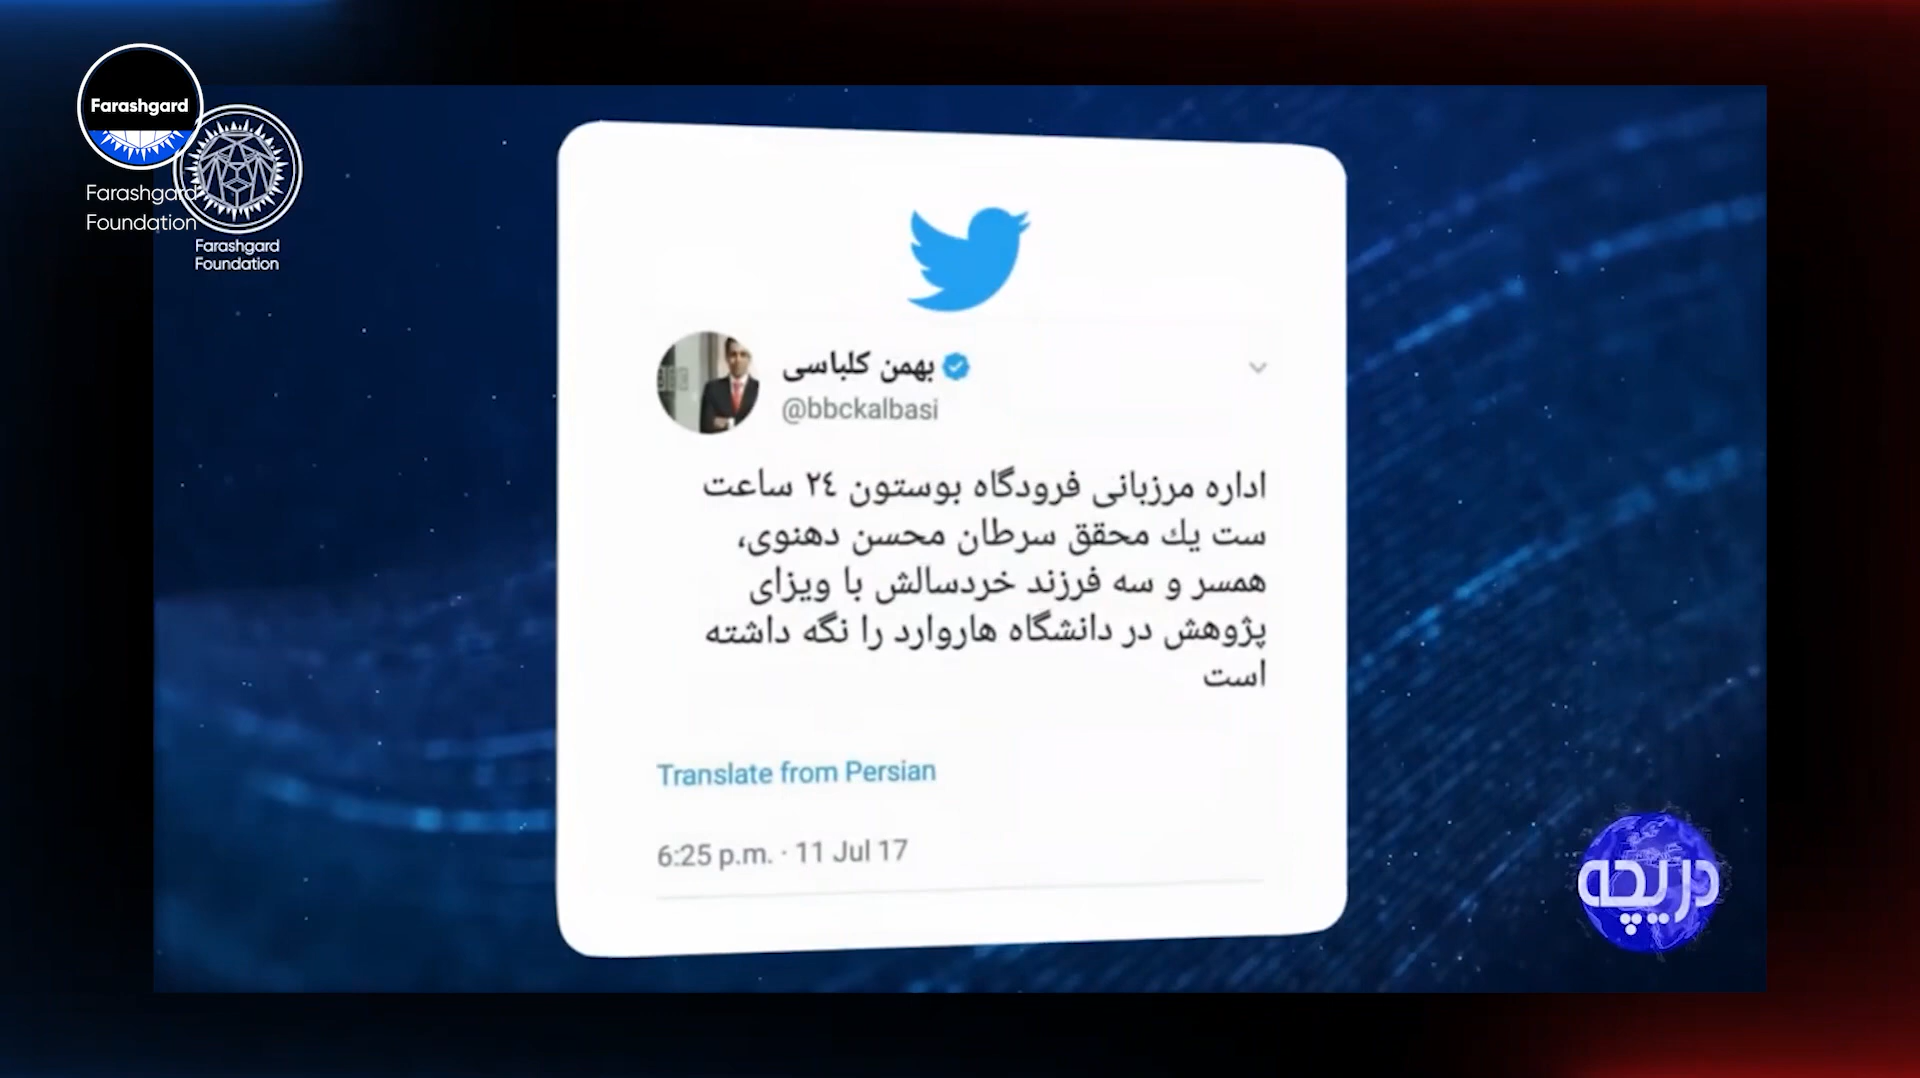 Farashgard
Farashgard
Foundation
Farashgard
Foundation
بهمن کلباسی
@bbckalbasi
اداره مرزبانی فرودگاه بوستون ٢٤ ساعت
ست يك محقق سرطان محسن دهنوی،
همسر و سه فرزند خردسالش با ویزای
پژوهش در دانشگاه هاروارد را نگه داشته
است
Translate from Persian
6:25 p.m. · 11 Jul 17
دریچه